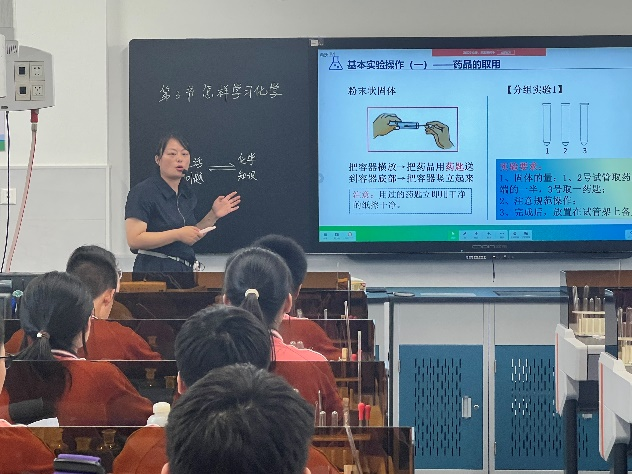 第3节 怎样学习化学
化学
问题
化学
知识
基本实验操作（一）——药品的取用
粉末状固体
把容器横放→把药品用药匙送
到容器底部→把容器竖立起来
注意：用过的药匙立即用干净
的纸擦干净。
【分组实验1】
1 2 3
实验要求：
1、固体的量：1、2号试管取药
端的一半，3号取一药匙；
2、注意规范操作；
3、完成后，放置在试管架上备